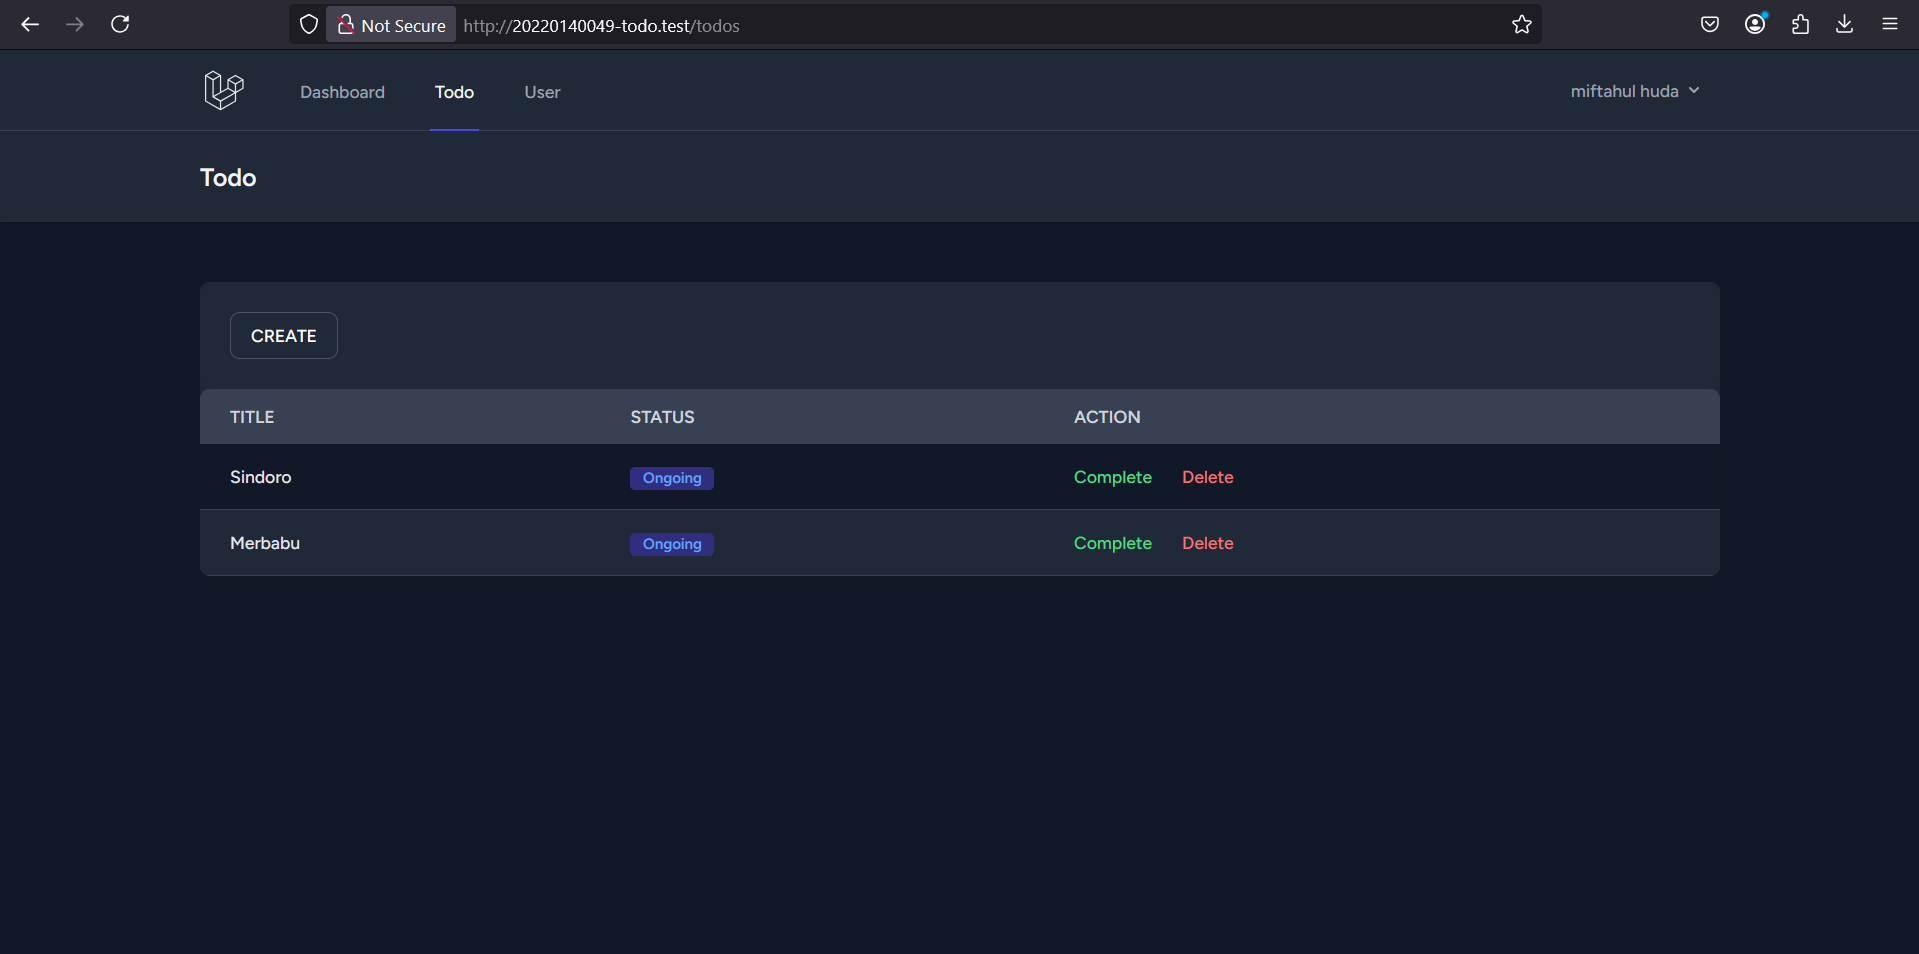 Not Secure http://20220140049-todo.test/todos
Dashboard Todo User miftahul huda
Todo
CREATE
TITLE STATUS ACTION
Sindoro Ongoing Complete Delete
Merbabu Ongoing Complete Delete